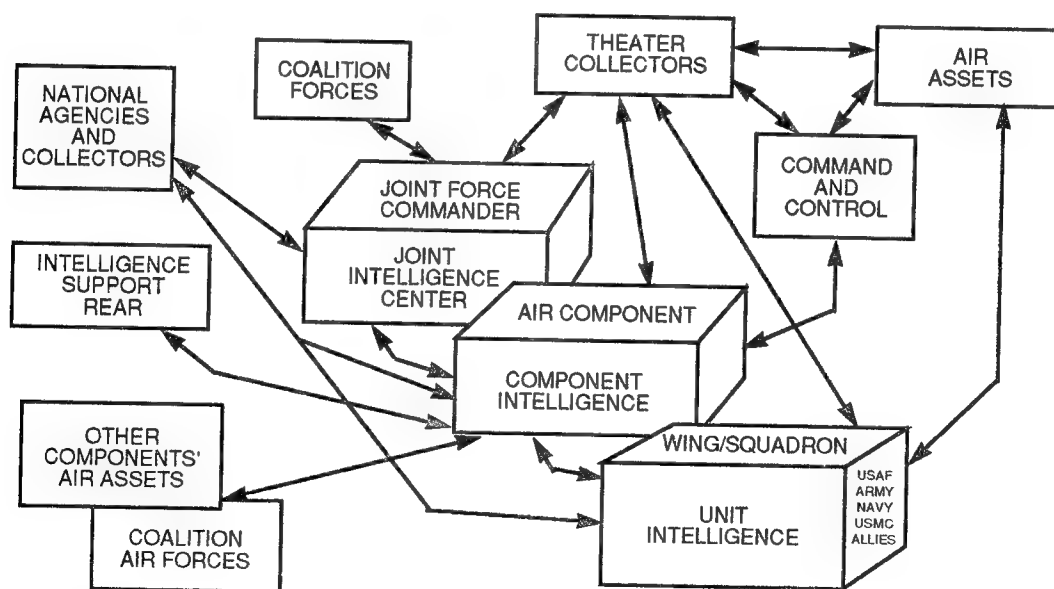 NATIONAL
AGENCIES
AND
COLLECTORS
COALITION
FORCES
THEATER
COLLECTORS
AIR
ASSETS
COMMAND
AND
CONTROL
JOINT FORCE
COMMANDER
JOINT
INTELLIGENCE
CENTER
INTELLIGENCE
SUPPORT
REAR
AIR COMPONENT
COMPONENT
INTELLIGENCE
OTHER
COMPONENTS'
AIR ASSETS
COALITION
AIR FORCES
WING/SQUADRON
UNIT
INTELLIGENCE
USAF
ARMY
NAVY
USMC
ALLIES